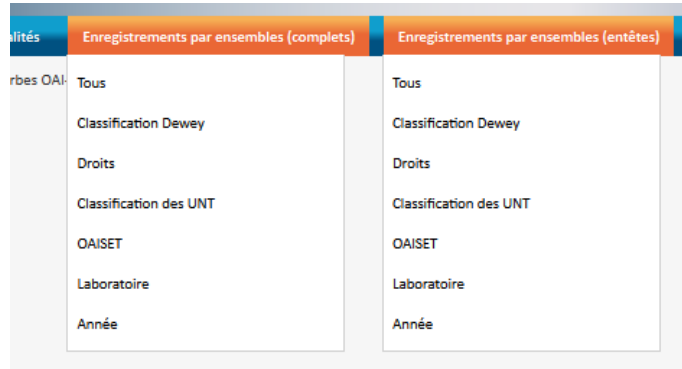 alités
Enregistrements par ensembles (complets)
Enregistrements par ensembles (entêtes)
rbes OAI-
Tous
Classification Dewey
Droits
Classification des UNT
OAISET
Laboratoire
Année
Tous
Classification Dewey
Droits
Classification des UNT
OAISET
Laboratoire
Année